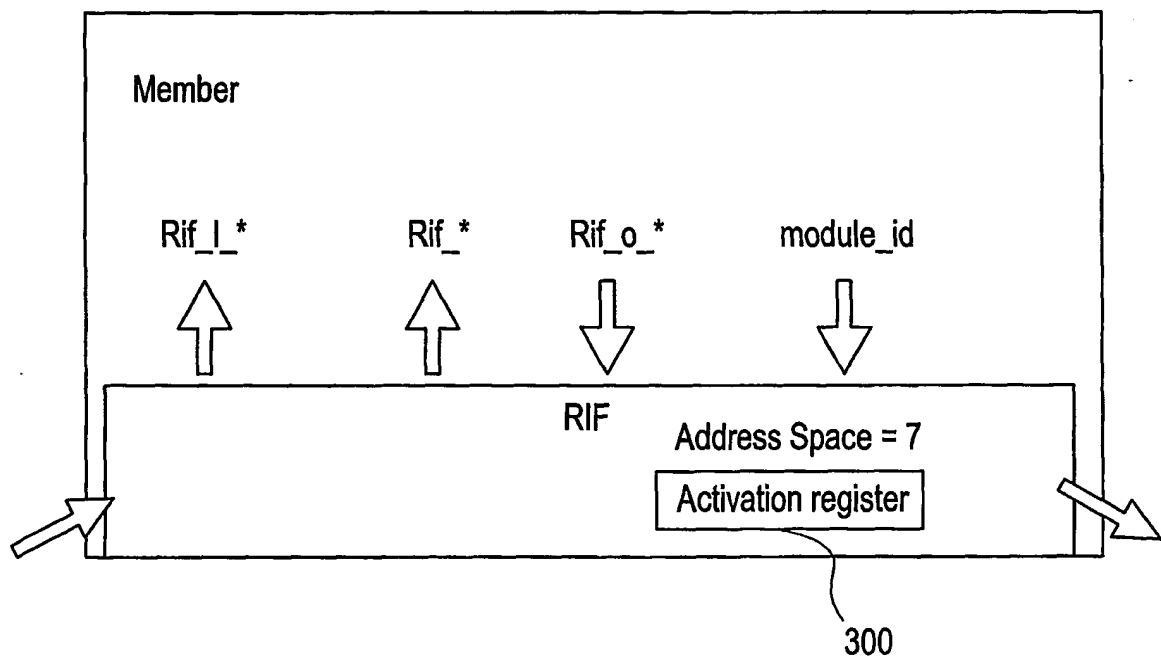 Member
Rif_I_* Rif_* Rif_o_* module_id
RIF
Address Space = 7
Activation register
300